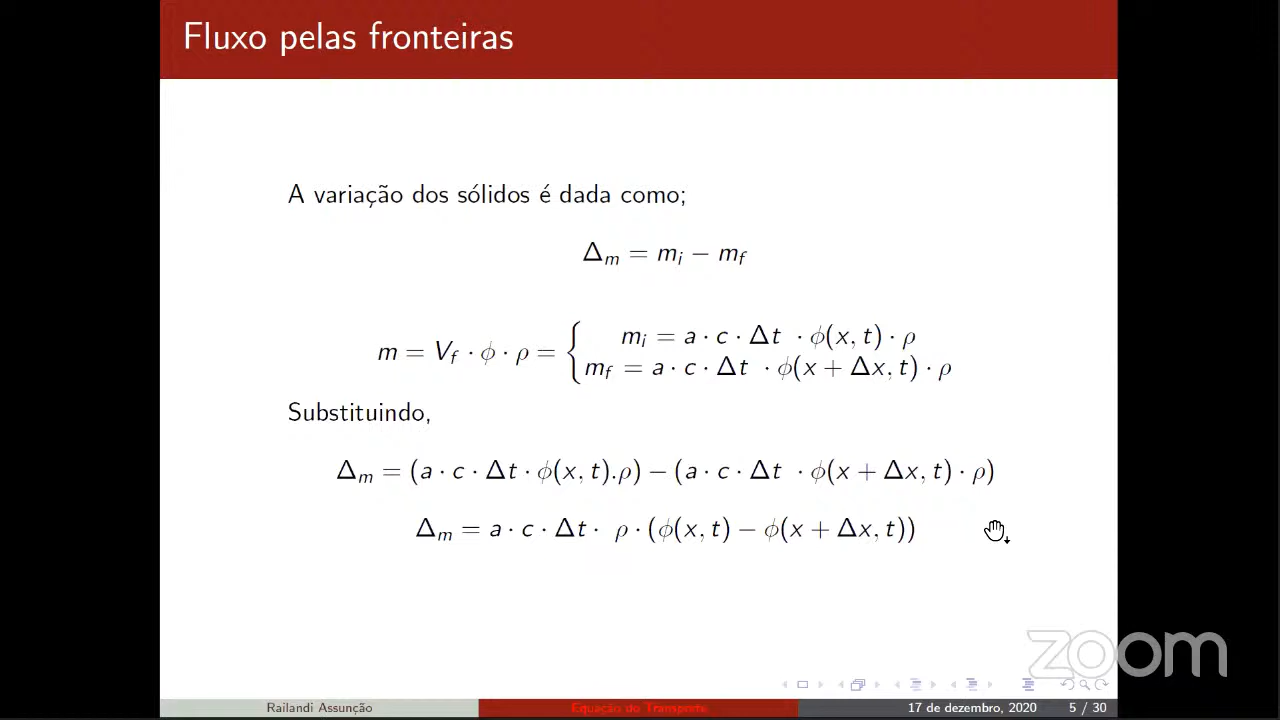 Fluxo pelas fronteiras
A variação dos sólidos é dada como;
Δ_m = m_i − m_f
m = V_f · ϕ · ρ = { m_i = a · c · Δt · ϕ(x, t) · ρ
m_f = a · c · Δt · ϕ(x + Δx, t) · ρ
Substituindo,
Δ_m = (a · c · Δt · ϕ(x, t).ρ) − (a · c · Δt · ϕ(x + Δx, t) · ρ)
Δ_m = a · c · Δt · ρ · (ϕ(x, t) − ϕ(x + Δx, t))
zoom
Railandi Assunção Equação do Transporte 17 de dezembro, 2020 5 / 30